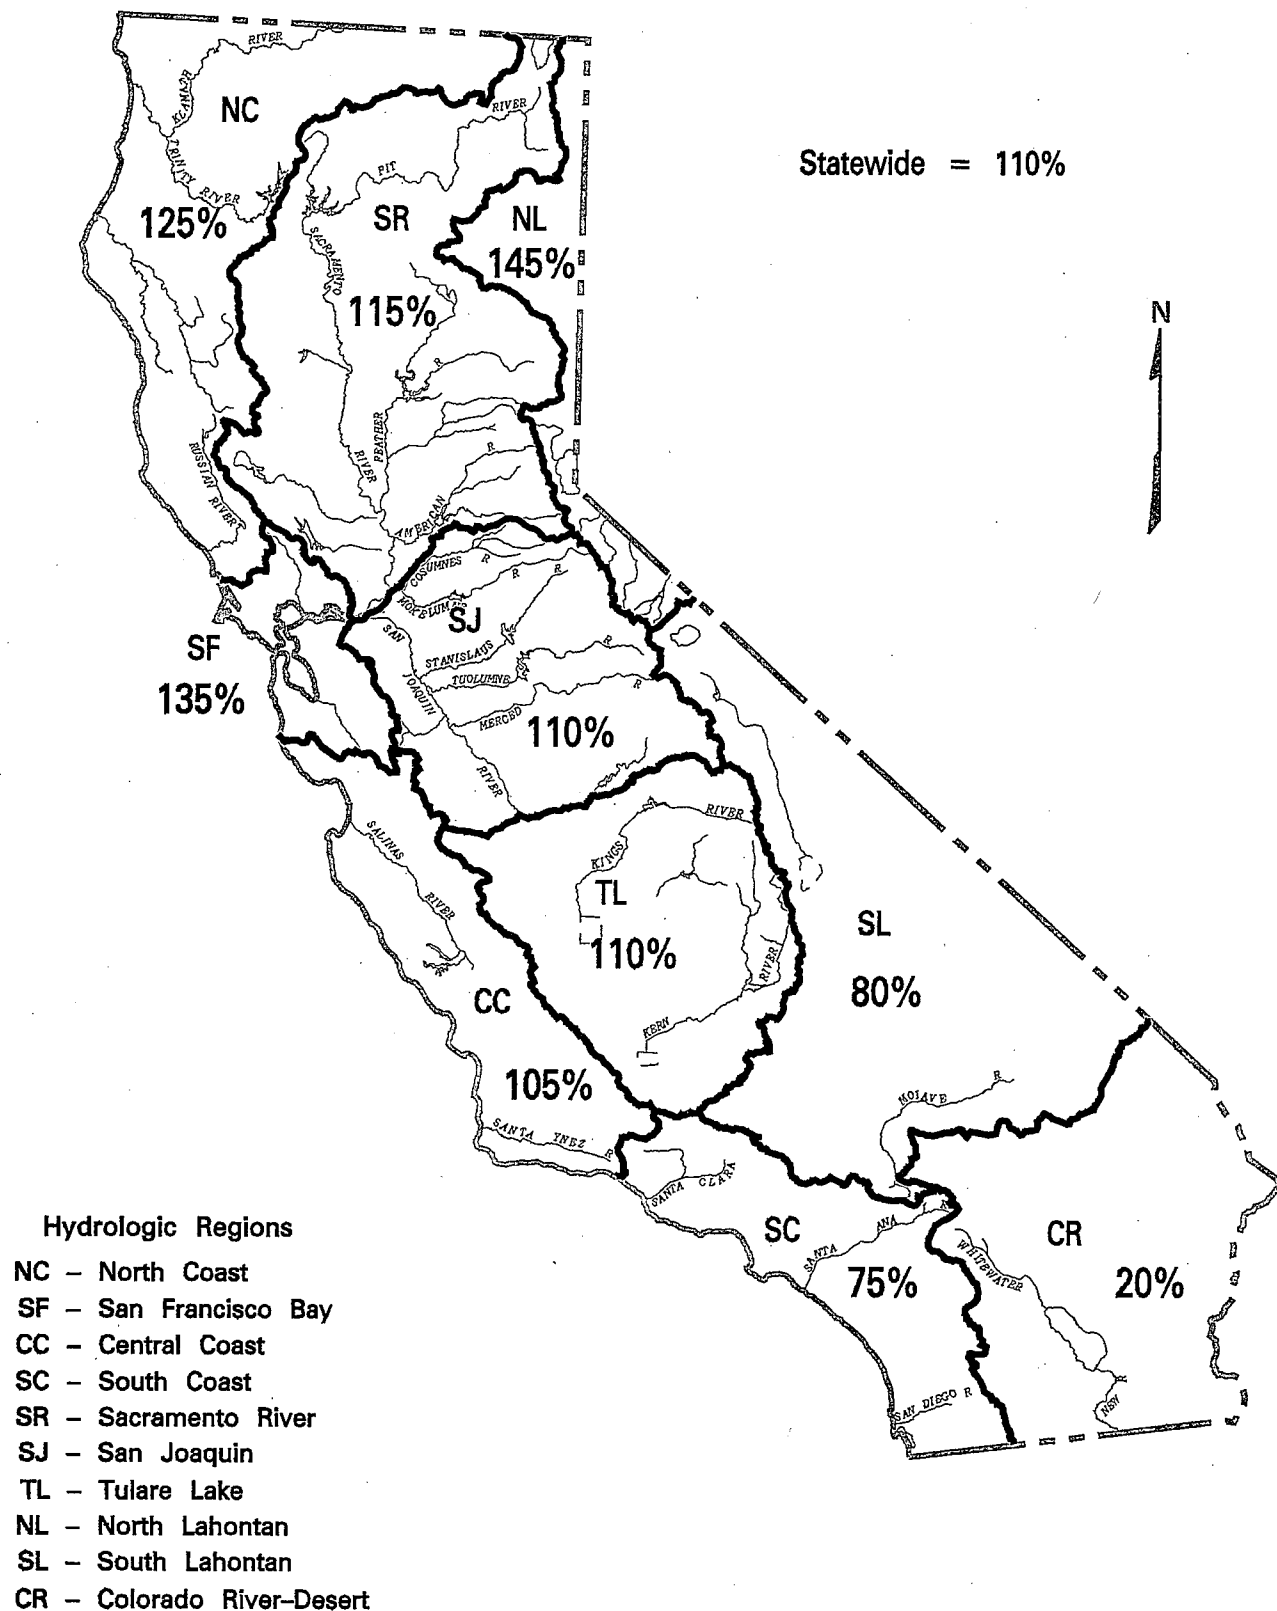 RIVER
KLAMATH
NC
RIVER
TRINITY RIVER
PIT
Statewide = 110%
125%
SR
NL
145%
SACRAMENTO
115%
N
R
FEATHER
RIVER
R
RUSSIAN RIVER
AMERICAN
COSUMNES R
R
R
SJ
SAN
JOAQUIN
RIVER
STANISLAUS
R
TUOLUMNE
R
MERCED
SF
135%
110%
RIVER
KINGS
SALINAS
RIVER
TL
110%
SL
80%
RIVER
KERN
CC
105%
MOJAVE R
SANTA YNEZ R
SANTA CLARA
SC
SANTA ANA R
75%
CR
WHITEWATER
20%
SAN DIEGO R
NEW
Hydrologic Regions
NC – North Coast
SF – San Francisco Bay
CC – Central Coast
SC – South Coast
SR – Sacramento River
SJ – San Joaquin
TL – Tulare Lake
NL – North Lahontan
SL – South Lahontan
CR – Colorado River–Desert